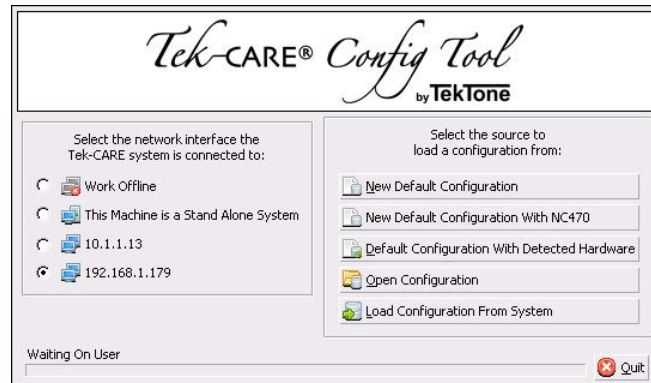 Tek-CARE® Config Tool
by TekTone
Select the network interface the
Tek-CARE system is connected to:
Work Offline
This Machine is a Stand Alone System
10.1.1.13
192.168.1.179
Select the source to
load a configuration from:
New Default Configuration
New Default Configuration With NC470
Default Configuration With Detected Hardware
Open Configuration
Load Configuration From System
Waiting On User
Quit